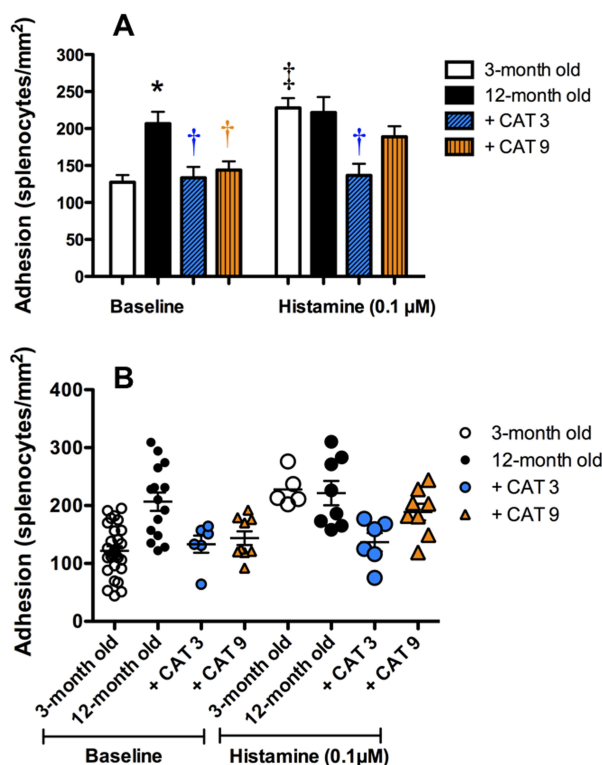 A
Adhesion (splenocytes/mm²)
300
250
200
150
100
50
0
*
†
†
‡
†
Baseline
Histamine (0.1 µM)
3-month old
12-month old
+ CAT 3
+ CAT 9
B
Adhesion (splenocytes/mm²)
400
300
200
100
0
3-month old
12-month old
+ CAT 3
+ CAT 9
3-month old
12-month old
+ CAT 3
+ CAT 9
Baseline
Histamine (0.1µM)
3-month old
12-month old
+ CAT 3
+ CAT 9